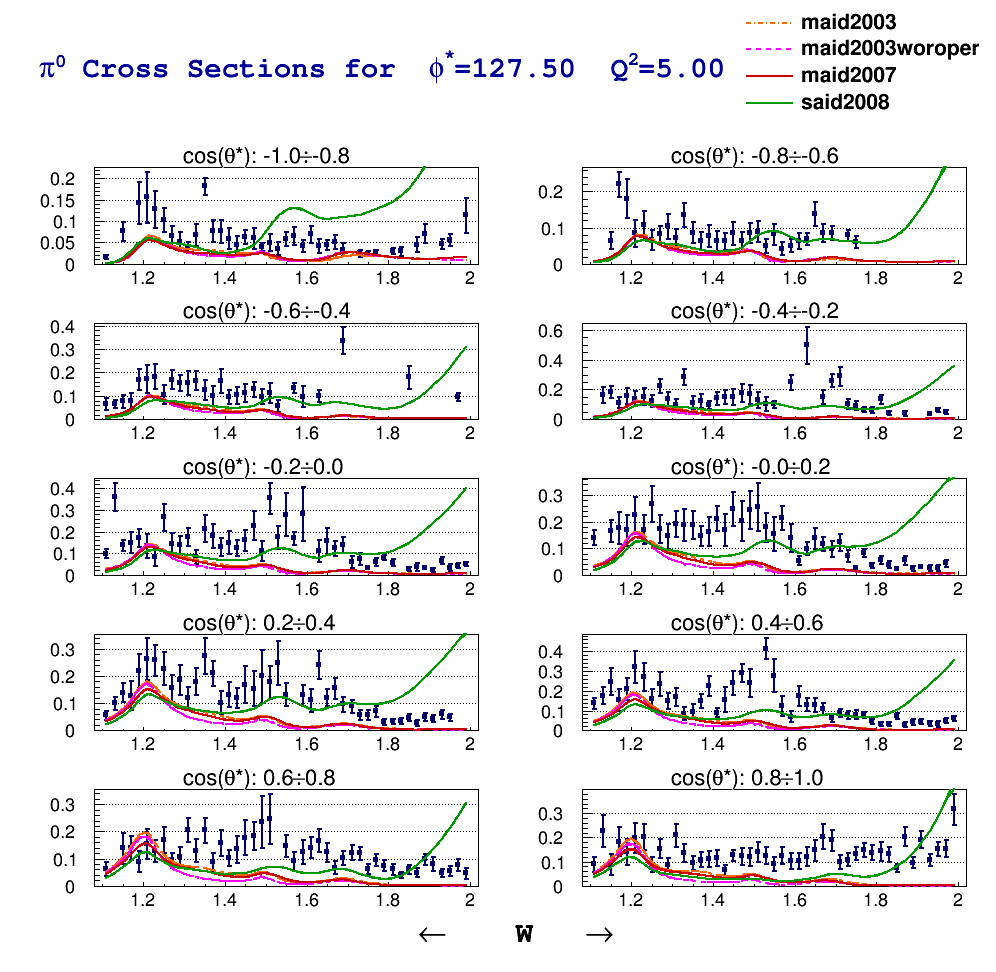 maid2003
maid2003woroper
maid2007
said2008
π⁰ Cross Sections for ϕ*=127.50 Q²=5.00
cos(θ*): -1.0÷-0.8
0.2
0.15
0.1
0.05
0
1.2 1.4 1.6 1.8 2
cos(θ*): -0.8÷-0.6
0.2
0.1
0
1.2 1.4 1.6 1.8 2
cos(θ*): -0.6÷-0.4
0.4
0.3
0.2
0.1
0
1.2 1.4 1.6 1.8 2
cos(θ*): -0.4÷-0.2
0.6
0.4
0.2
0
1.2 1.4 1.6 1.8 2
cos(θ*): -0.2÷0.0
0.4
0.3
0.2
0.1
0
1.2 1.4 1.6 1.8 2
cos(θ*): -0.0÷0.2
0.3
0.2
0.1
0
1.2 1.4 1.6 1.8 2
cos(θ*): 0.2÷0.4
0.3
0.2
0.1
0
1.2 1.4 1.6 1.8 2
cos(θ*): 0.4÷0.6
0.4
0.3
0.2
0.1
0
1.2 1.4 1.6 1.8 2
cos(θ*): 0.6÷0.8
0.3
0.2
0.1
0
1.2 1.4 1.6 1.8 2
cos(θ*): 0.8÷1.0
0.3
0.2
0.1
0
1.2 1.4 1.6 1.8 2
← W →